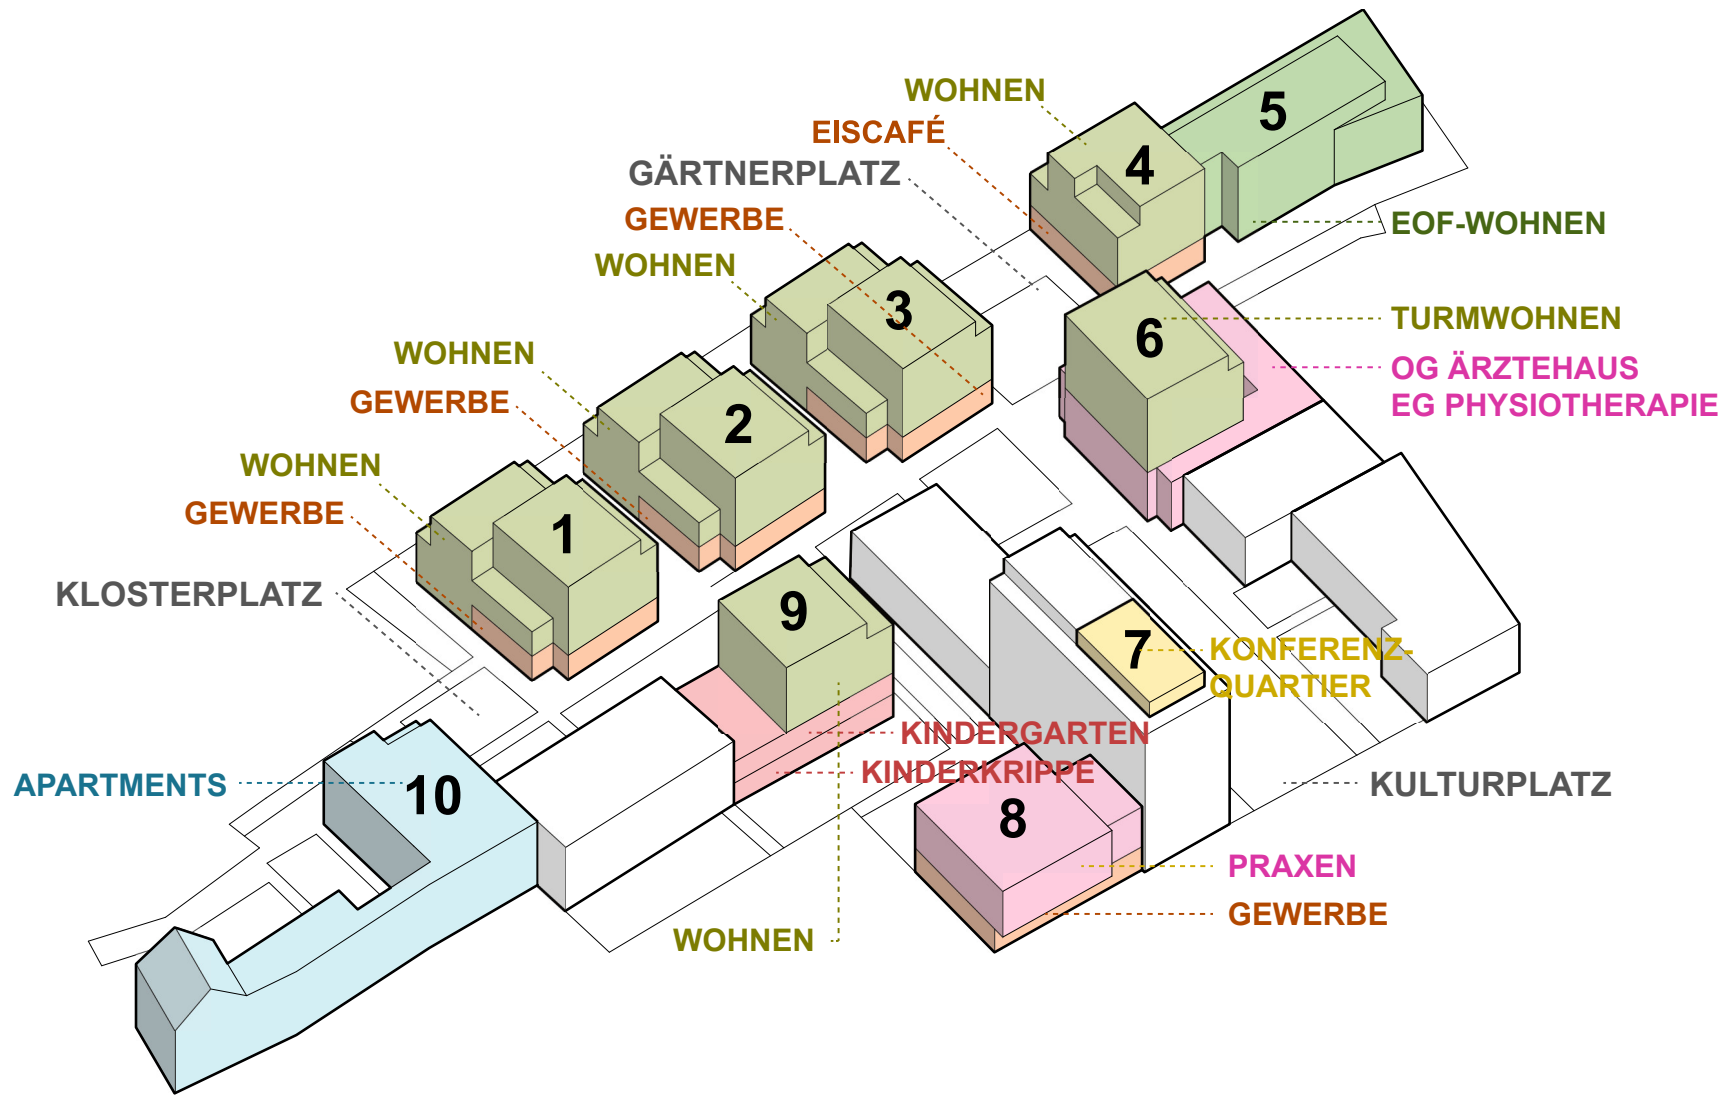 WOHNEN
5
EISCAFÉ
4
GÄRTNERPLATZ
GEWERBE
EOF-WOHNEN
WOHNEN
3
6
TURMWOHNEN
WOHNEN
OG ÄRZTEHAUS
EG PHYSIOTHERAPIE
GEWERBE
2
WOHNEN
GEWERBE
1
KLOSTERPLATZ
9
7
KONFERENZ-
QUARTIER
KINDERGARTEN
KINDERKRIPPE
APARTMENTS
10
KULTURPLATZ
8
PRAXEN
GEWERBE
WOHNEN